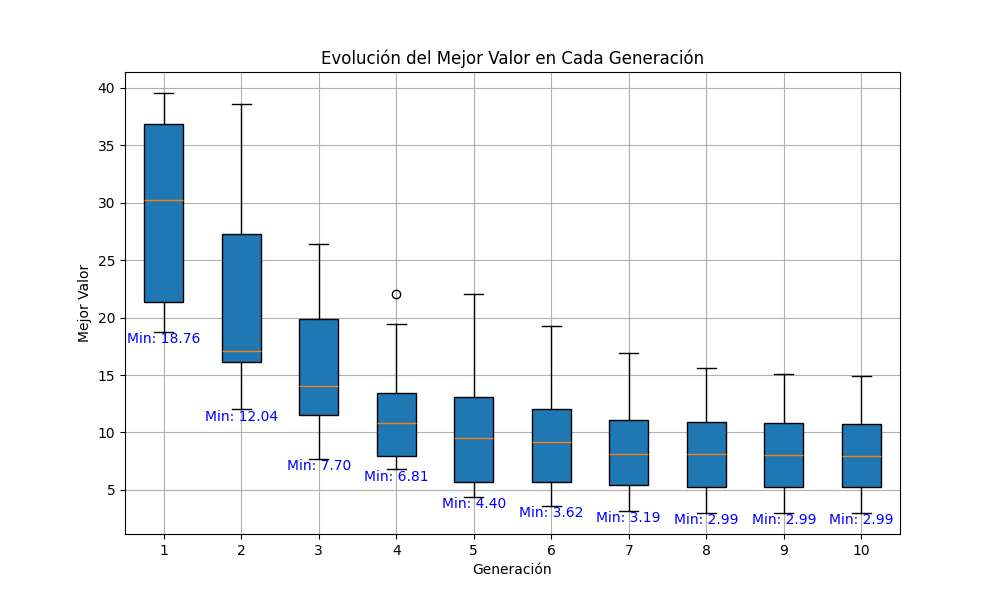 Evolución del Mejor Valor en Cada Generación
Mejor Valor
40
35
30
25
20
15
10
5
Min: 18.76
Min: 12.04
Min: 7.70
Min: 6.81
Min: 4.40
Min: 3.62
Min: 3.19
Min: 2.99
Min: 2.99
Min: 2.99
1 2 3 4 5 6 7 8 9 10
Generación